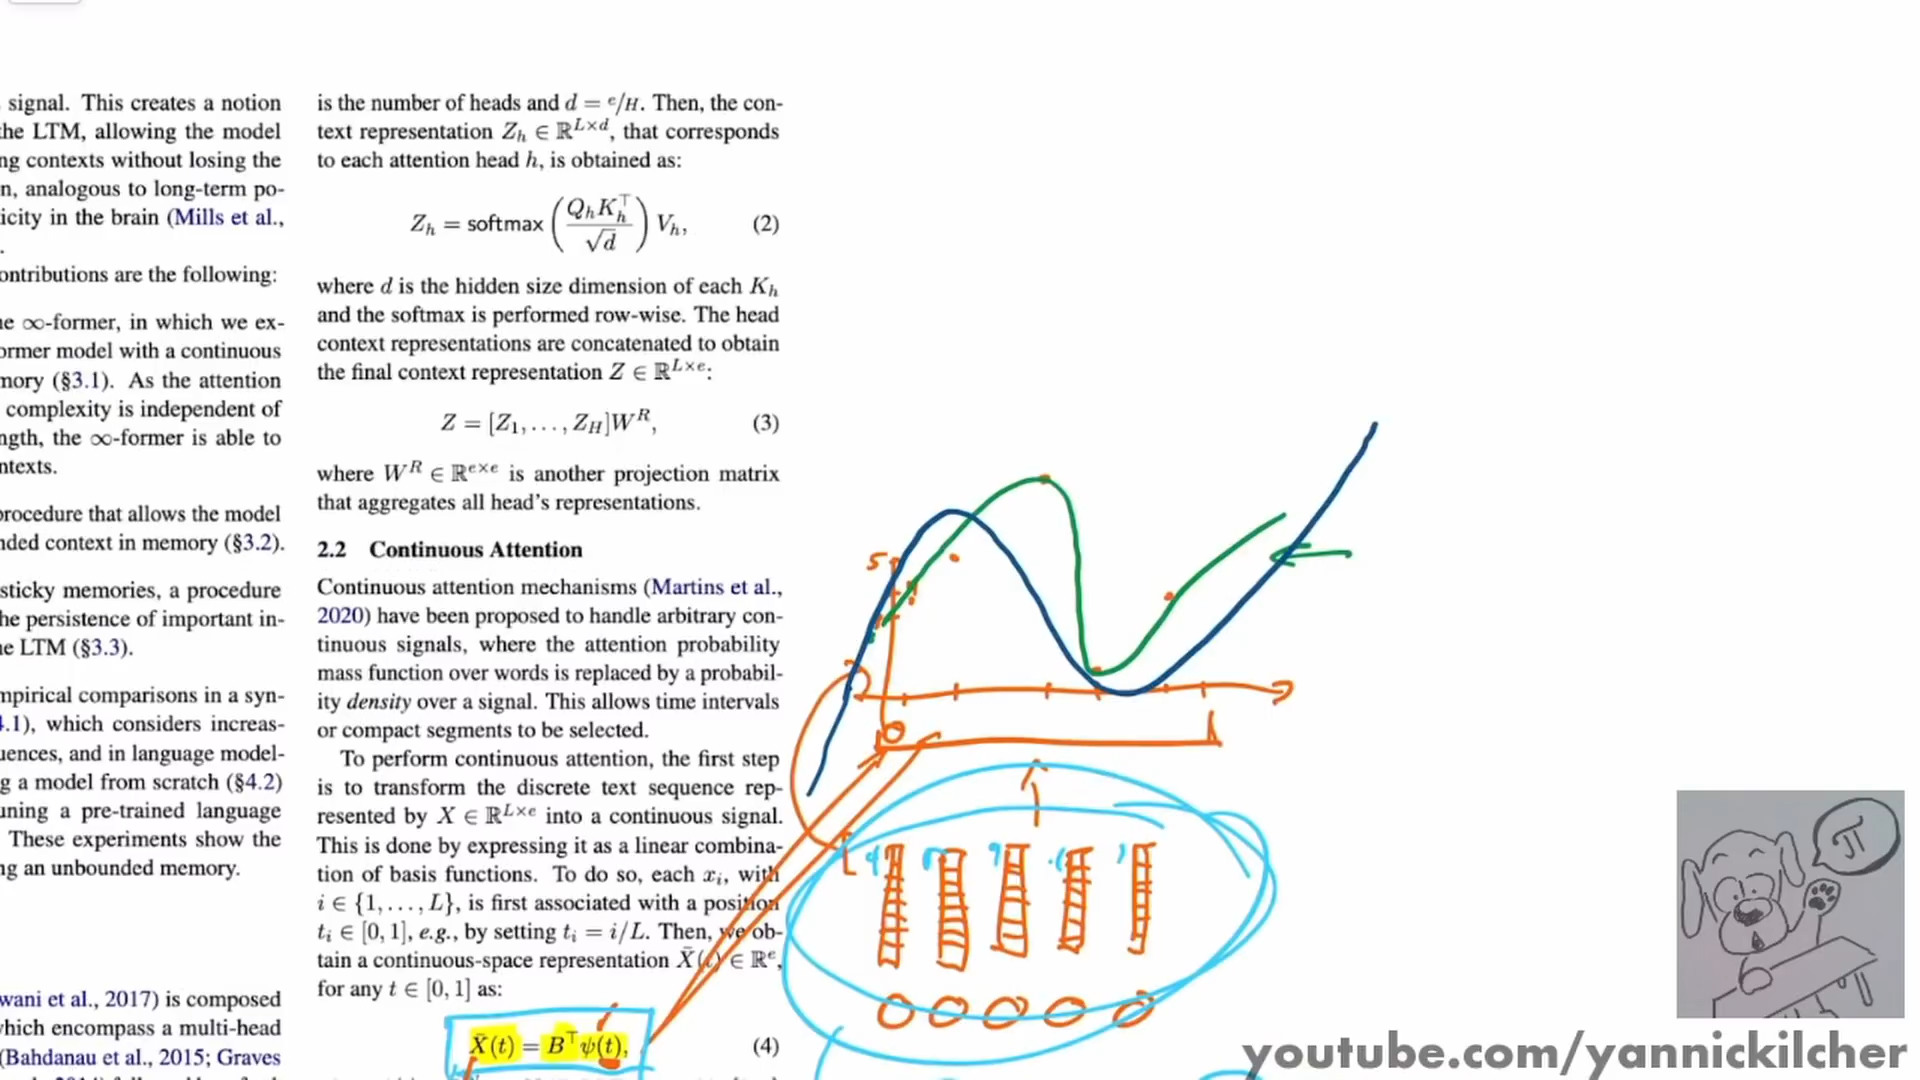 signal. This creates a notion
the LTM, allowing the model
ng contexts without losing the
n, analogous to long-term po-
icity in the brain (Mills et al.,
.
ontributions are the following:
e ∞-former, in which we ex-
ormer model with a continuous
mory (§3.1). As the attention
complexity is independent of
ngth, the ∞-former is able to
ntexts.
procedure that allows the model
nded context in memory (§3.2).
sticky memories, a procedure
he persistence of important in-
e LTM (§3.3).
mpirical comparisons in a syn-
4.1), which considers increas-
uences, and in language model-
g a model from scratch (§4.2)
uning a pre-trained language
These experiments show the
ng an unbounded memory.
wani et al., 2017) is composed
which encompass a multi-head
(Bahdanau et al., 2015; Graves
is the number of heads and d = e/H. Then, the con-
text representation Z_h ∈ ℝ^{L×d}, that corresponds
to each attention head h, is obtained as:
Z_h = softmax (Q_h K_h^⊤ / √d) V_h, (2)
where d is the hidden size dimension of each K_h
and the softmax is performed row-wise. The head
context representations are concatenated to obtain
the final context representation Z ∈ ℝ^{L×e}:
Z = [Z_1, . . . , Z_H]W^R, (3)
where W^R ∈ ℝ^{e×e} is another projection matrix
that aggregates all head's representations.
2.2 Continuous Attention
Continuous attention mechanisms (Martins et al.,
2020) have been proposed to handle arbitrary con-
tinuous signals, where the attention probability
mass function over words is replaced by a probabil-
ity density over a signal. This allows time intervals
or compact segments to be selected.
To perform continuous attention, the first step
is to transform the discrete text sequence rep-
resented by X ∈ ℝ^{L×e} into a continuous signal.
This is done by expressing it as a linear combina-
tion of basis functions. To do so, each x_i, with
i ∈ {1, . . . , L}, is first associated with a position
t_i ∈ [0, 1], e.g., by setting t_i = i/L. Then, we ob-
tain a continuous-space representation X̄(t) ∈ ℝ^e,
for any t ∈ [0, 1] as:
X̄(t) = B^⊤ψ(t), (4)
5
0
1
π
youtube.com/yannickilcher